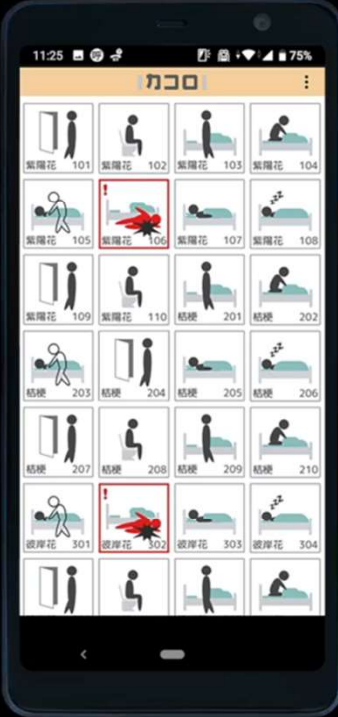 11:25 75%
カコロ
紫陽花 101 紫陽花 102 紫陽花 103 紫陽花 104
紫陽花 105 紫陽花 106 紫陽花 107 紫陽花 108
紫陽花 109 紫陽花 110 桔梗 201 桔梗 202
桔梗 203 桔梗 204 桔梗 205 桔梗 206
桔梗 207 桔梗 208 桔梗 209 桔梗 210
彼岸花 301 彼岸花 302 彼岸花 303 彼岸花 304